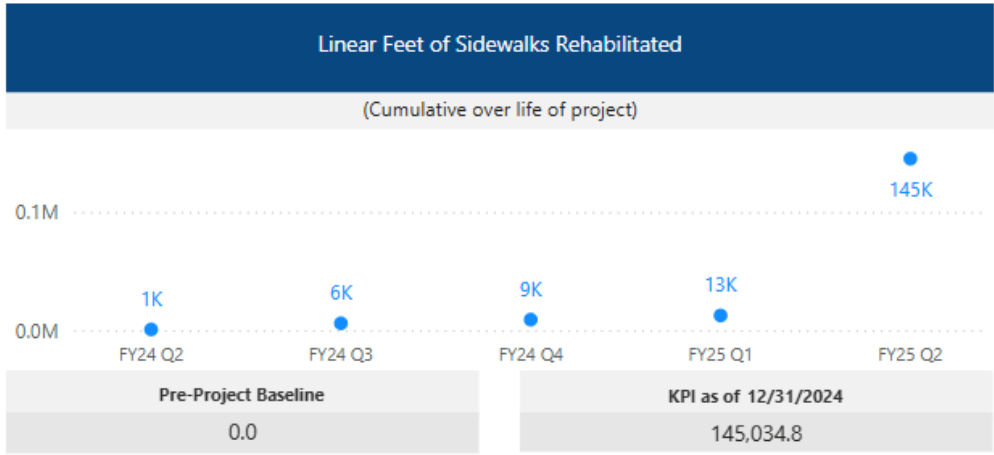 Linear Feet of Sidewalks Rehabilitated
(Cumulative over life of project)
145K
0.1M
1K
6K
9K
13K
0.0M
FY24 Q2
FY24 Q3
FY24 Q4
FY25 Q1
FY25 Q2
Pre-Project Baseline
KPI as of 12/31/2024
0.0
145,034.8